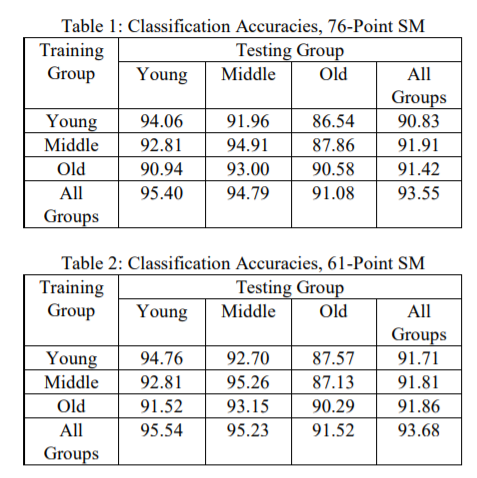 Table 1: Classification Accuracies, 76-Point SM
Training Group Testing Group
Young Middle Old All Groups
Young 94.06 91.96 86.54 90.83
Middle 92.81 94.91 87.86 91.91
Old 90.94 93.00 90.58 91.42
All Groups 95.40 94.79 91.08 93.55
Table 2: Classification Accuracies, 61-Point SM
Training Group Testing Group
Young Middle Old All Groups
Young 94.76 92.70 87.57 91.71
Middle 92.81 95.26 87.13 91.81
Old 91.52 93.15 90.29 91.86
All Groups 95.54 95.23 91.52 93.68